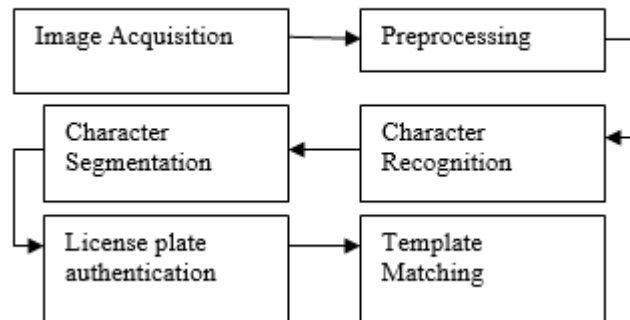 Image Acquisition
Preprocessing
Character
Segmentation
Character
Recognition
License plate
authentication
Template
Matching